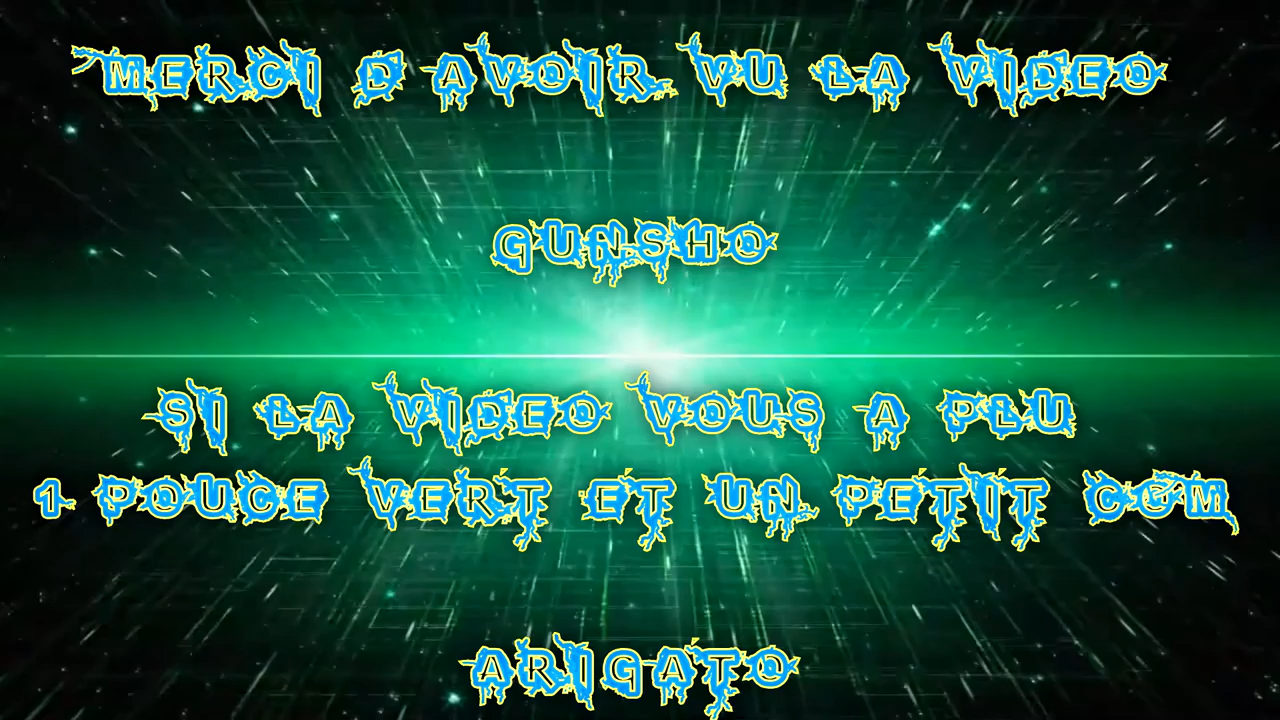 MERCI D AVOIR VU LA VIDEO
GUNSHO
SI LA VIDEO VOUS A PLU
1 POUCE VERT ET UN PETIT COM
ARIGATO